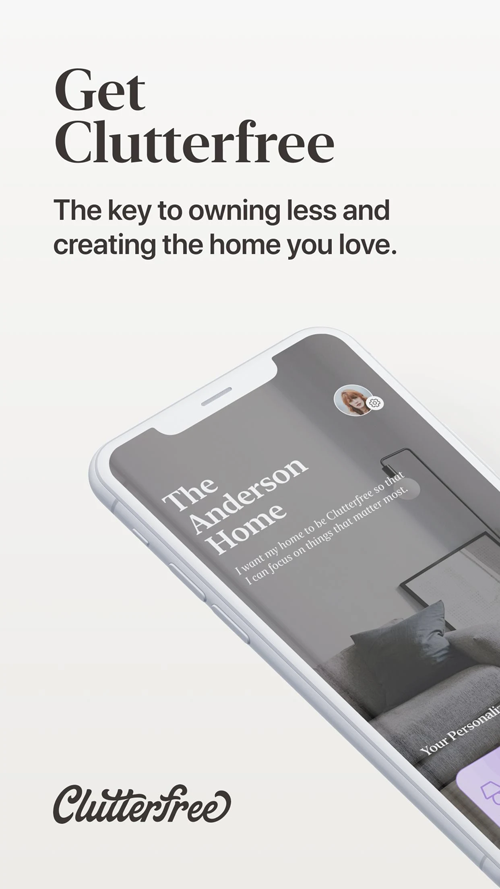 Get
Clutterfree
The key to owning less and
creating the home you love.
The
Anderson
Home
I want my home to be Clutterfree so that
I can focus on things that matter most.
Your
Clutterfree